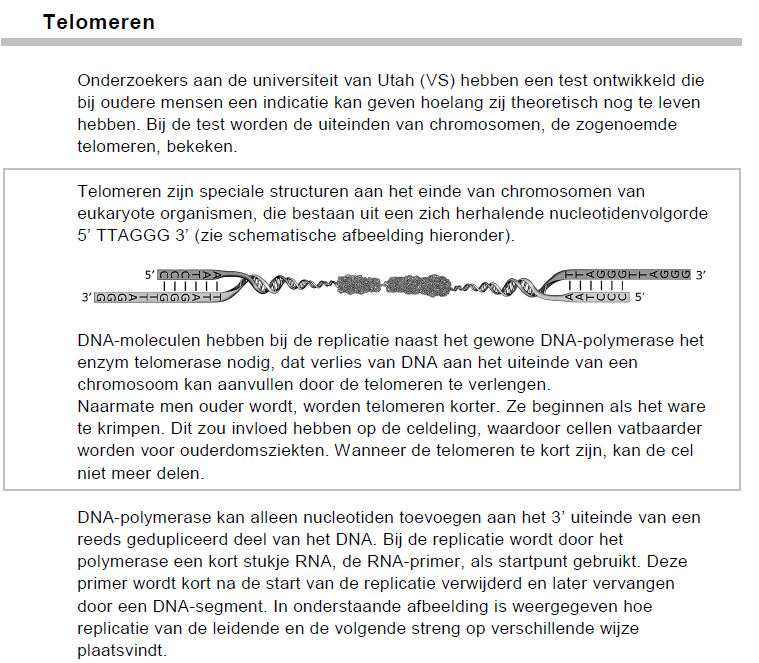 Telomeren
Onderzoekers aan de universiteit van Utah (VS) hebben een test ontwikkeld die
bij oudere mensen een indicatie kan geven hoelang zij theoretisch nog te leven
hebben. Bij de test worden de uiteinden van chromosomen, de zogenoemde
telomeren, bekeken.
Telomeren zijn speciale structuren aan het einde van chromosomen van
eukaryote organismen, die bestaan uit een zich herhalende nucleotidenvolgorde
5’ TTAGGG 3’ (zie schematische afbeelding hieronder).
5’ CCCTAA TTAGGGTTAGGG 3’
3’ GGGATTGGGATT AATCCC 5’
DNA-moleculen hebben bij de replicatie naast het gewone DNA-polymerase het
enzym telomerase nodig, dat verlies van DNA aan het uiteinde van een
chromosoom kan aanvullen door de telomeren te verlengen.
Naarmate men ouder wordt, worden telomeren korter. Ze beginnen als het ware
te krimpen. Dit zou invloed hebben op de celdeling, waardoor cellen vatbaarder
worden voor ouderdomsziekten. Wanneer de telomeren te kort zijn, kan de cel
niet meer delen.
DNA-polymerase kan alleen nucleotiden toevoegen aan het 3’ uiteinde van een
reeds gedupliceerd deel van het DNA. Bij de replicatie wordt door het
polymerase een kort stukje RNA, de RNA-primer, als startpunt gebruikt. Deze
primer wordt kort na de start van de replicatie verwijderd en later vervangen
door een DNA-segment. In onderstaande afbeelding is weergegeven hoe
replicatie van de leidende en de volgende streng op verschillende wijze
plaatsvindt.